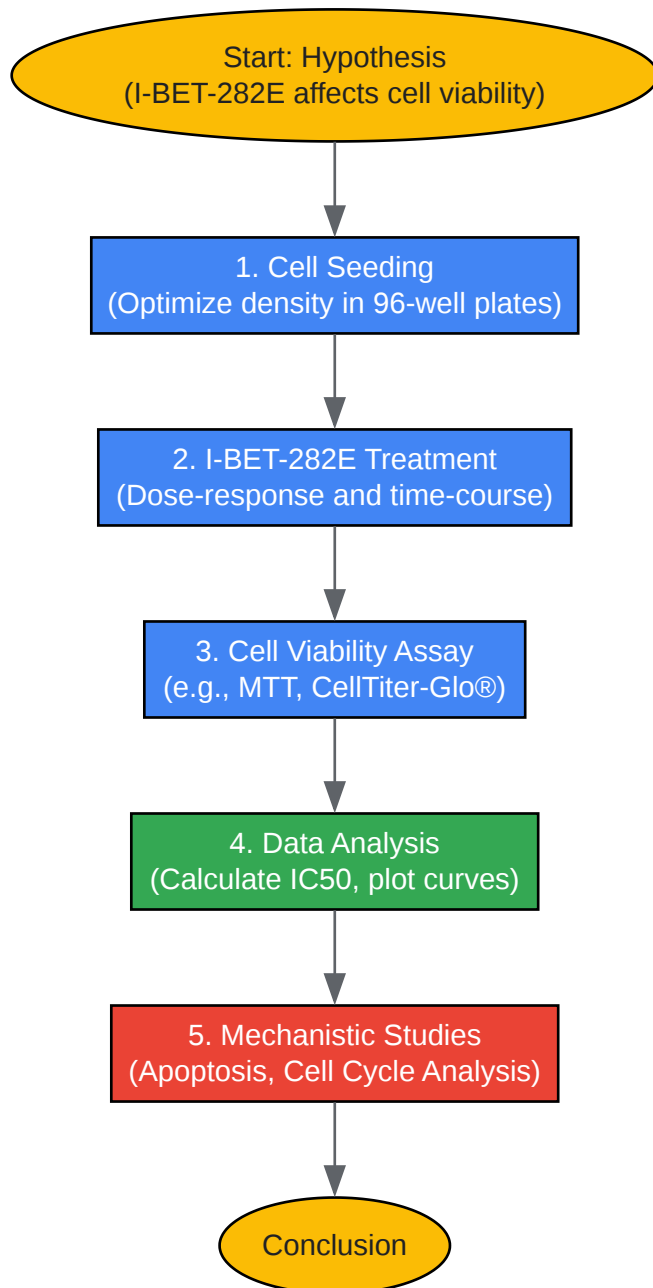 Start: Hypothesis
(I-BET-282E affects cell viability)
1. Cell Seeding
(Optimize density in 96-well plates)
2. I-BET-282E Treatment
(Dose-response and time-course)
3. Cell Viability Assay
(e.g., MTT, CellTiter-Glo®)
4. Data Analysis
(Calculate IC50, plot curves)
5. Mechanistic Studies
(Apoptosis, Cell Cycle Analysis)
Conclusion